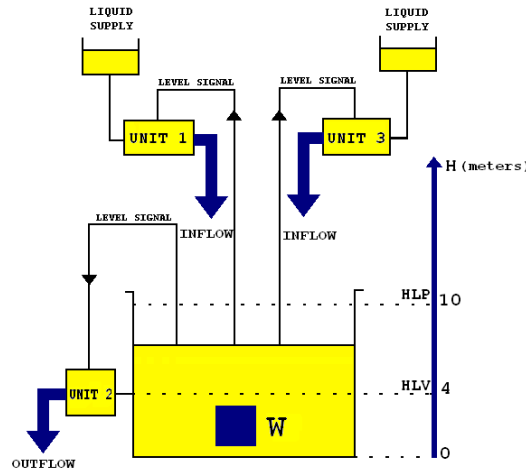 LIQUID
SUPPLY
LIQUID
SUPPLY
LEVEL SIGNAL
LEVEL SIGNAL
UNIT 1
UNIT 3
H (meters)
INFLOW
INFLOW
LEVEL SIGNAL
HLP
10
UNIT 2
HLV
4
W
OUTFLOW
0